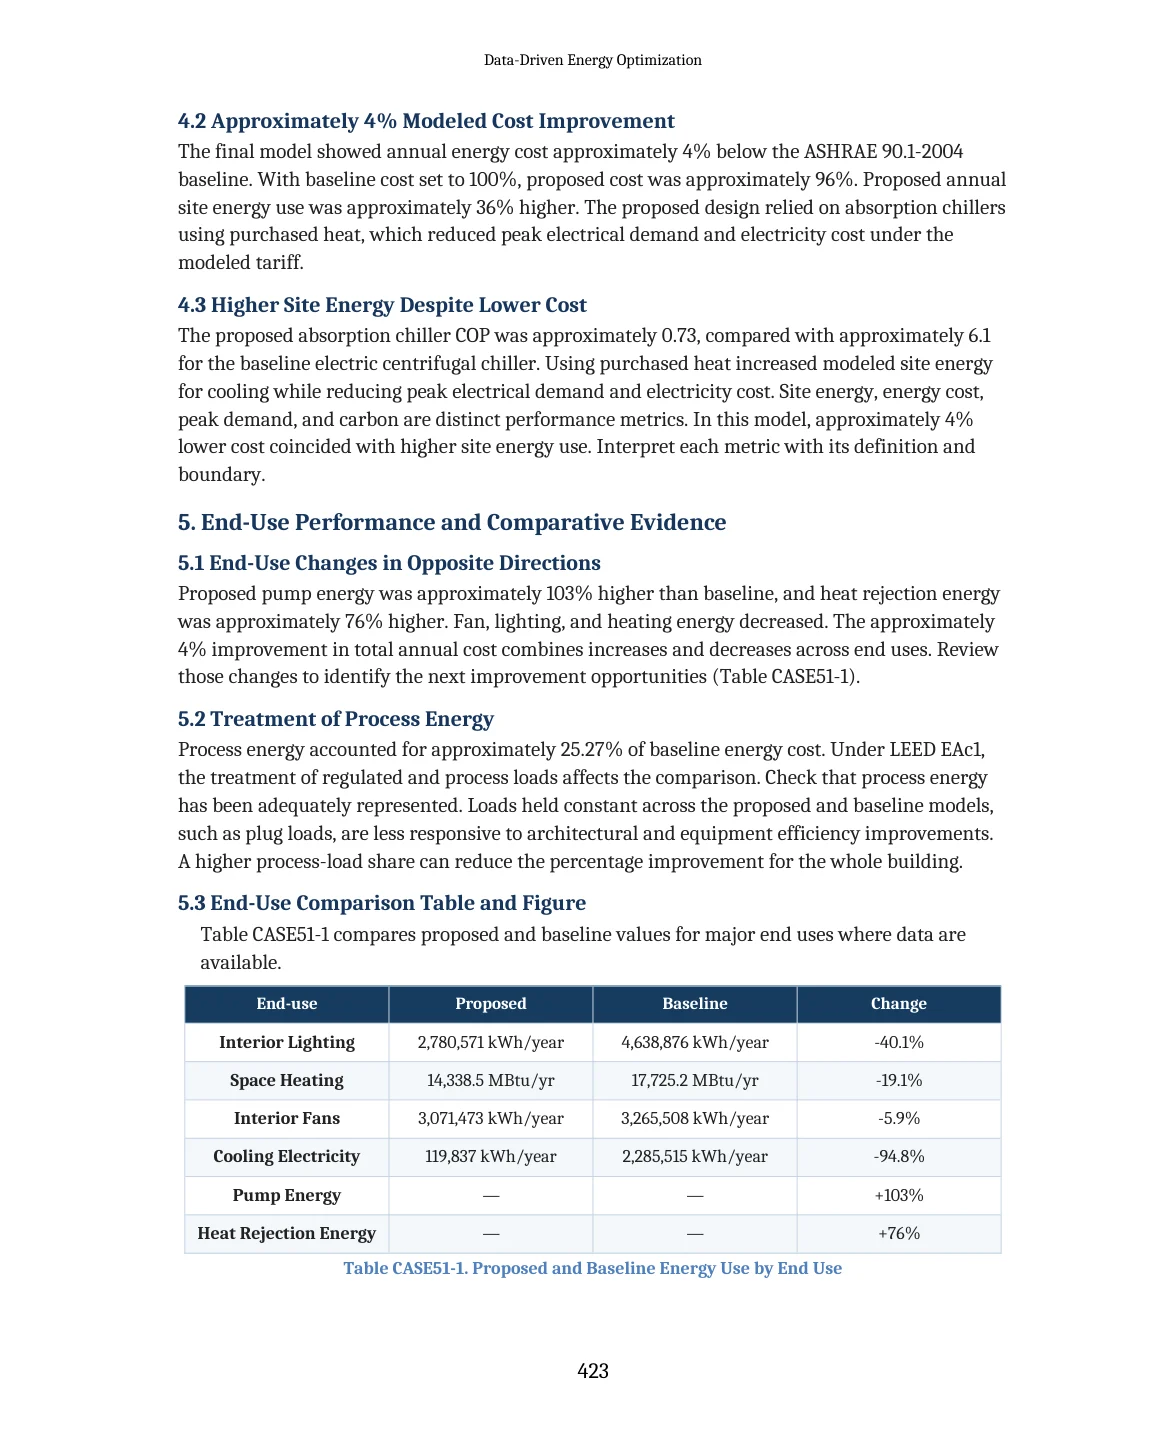 Data-Driven Energy Optimization
4.2 Approximately 4% Modeled Cost Improvement
The final model showed annual energy cost approximately 4% below the ASHRAE 90.1-2004
baseline. With baseline cost set to 100%, proposed cost was approximately 96%. Proposed annual
site energy use was approximately 36% higher. The proposed design relied on absorption chillers
using purchased heat, which reduced peak electrical demand and electricity cost under the
modeled tariff.
4.3 Higher Site Energy Despite Lower Cost
The proposed absorption chiller COP was approximately 0.73, compared with approximately 6.1
for the baseline electric centrifugal chiller. Using purchased heat increased modeled site energy
for cooling while reducing peak electrical demand and electricity cost. Site energy, energy cost,
peak demand, and carbon are distinct performance metrics. In this model, approximately 4%
lower cost coincided with higher site energy use. Interpret each metric with its definition and
boundary.
5. End-Use Performance and Comparative Evidence
5.1 End-Use Changes in Opposite Directions
Proposed pump energy was approximately 103% higher than baseline, and heat rejection energy
was approximately 76% higher. Fan, lighting, and heating energy decreased. The approximately
4% improvement in total annual cost combines increases and decreases across end uses. Review
those changes to identify the next improvement opportunities (Table CASE51-1).
5.2 Treatment of Process Energy
Process energy accounted for approximately 25.27% of baseline energy cost. Under LEED EAc1,
the treatment of regulated and process loads affects the comparison. Check that process energy
has been adequately represented. Loads held constant across the proposed and baseline models,
such as plug loads, are less responsive to architectural and equipment efficiency improvements.
A higher process-load share can reduce the percentage improvement for the whole building.
5.3 End-Use Comparison Table and Figure
Table CASE51-1 compares proposed and baseline values for major end uses where data are
available.
End-use Proposed Baseline Change
Interior Lighting 2,780,571 kWh/year 4,638,876 kWh/year -40.1%
Space Heating 14,338.5 MBtu/yr 17,725.2 MBtu/yr -19.1%
Interior Fans 3,071,473 kWh/year 3,265,508 kWh/year -5.9%
Cooling Electricity 119,837 kWh/year 2,285,515 kWh/year -94.8%
Pump Energy — — +103%
Heat Rejection Energy — — +76%
Table CASE51-1. Proposed and Baseline Energy Use by End Use
423